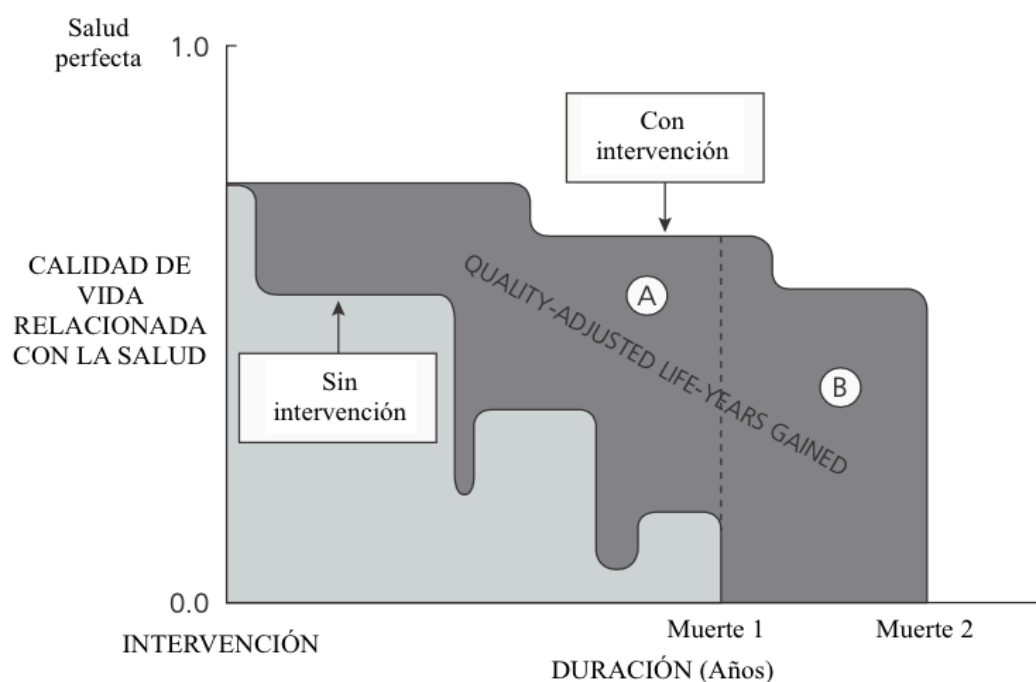 Salud
perfecta
1.0
Con
intervención
CALIDAD DE
VIDA
RELACIONADA
CON LA SALUD
QUALITY-ADJUSTED LIFE-YEARS GAINED
A
B
Sin
intervención
0.0
INTERVENCIÓN
Muerte 1
Muerte 2
DURACIÓN (Años)